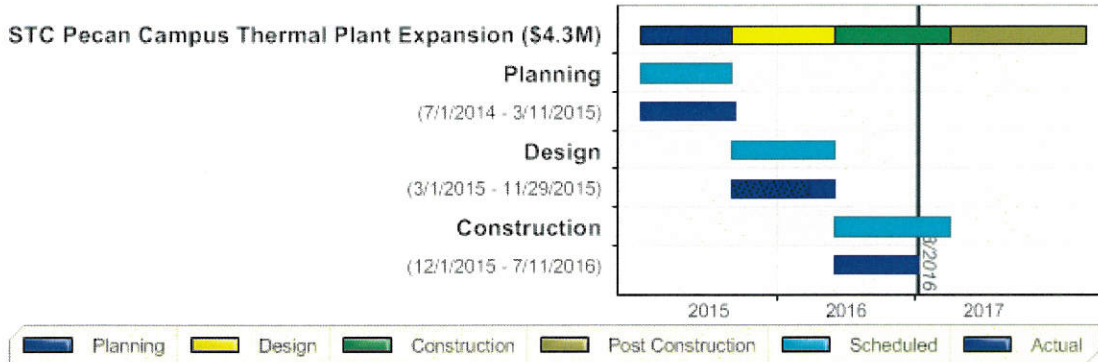 STC Pecan Campus Thermal Plant Expansion ($4.3M)
Planning
(7/1/2014 - 3/11/2015)
Design
(3/1/2015 - 11/29/2015)
Construction
(12/1/2015 - 7/11/2016)
8/2016
2015 2016 2017
Planning Design Construction Post Construction Scheduled Actual